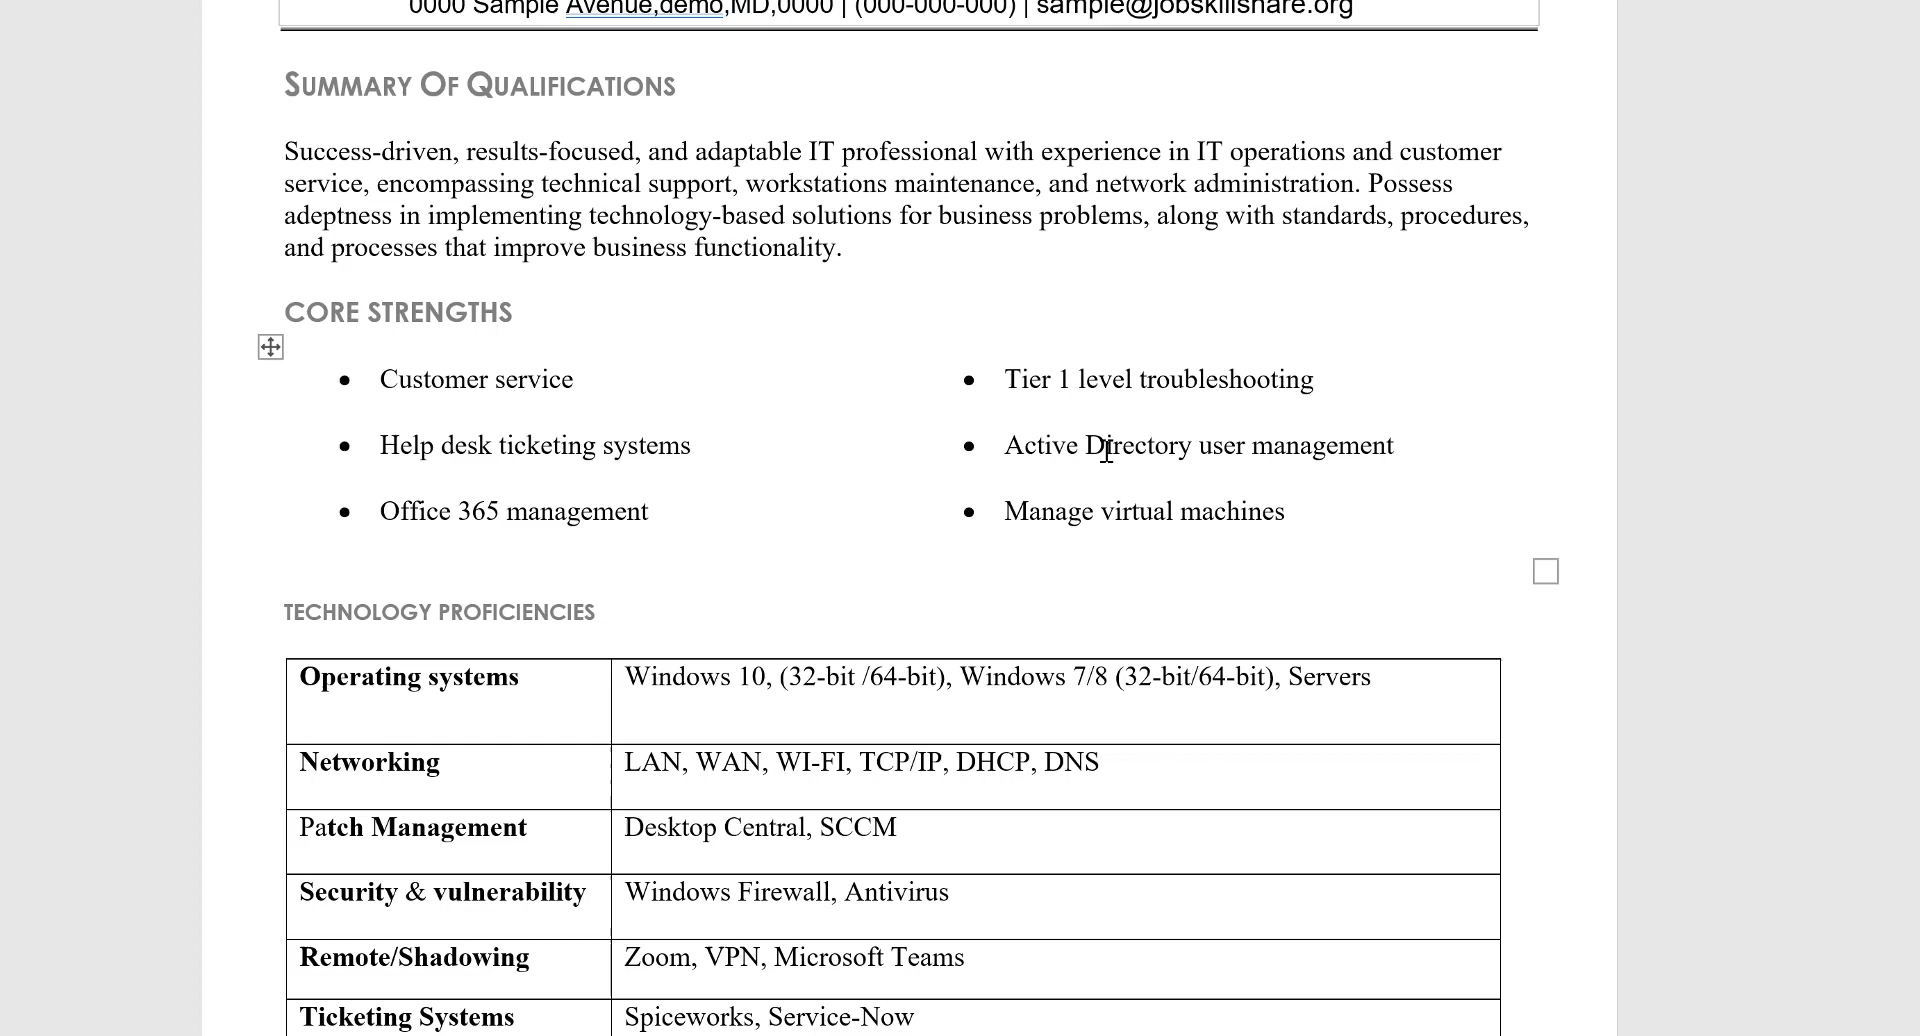 0000 Sample Avenue,demo,MD,0000 | (000-000-000) | sample@jobskillshare.org
SUMMARY OF QUALIFICATIONS
Success-driven, results-focused, and adaptable IT professional with experience in IT operations and customer
service, encompassing technical support, workstations maintenance, and network administration. Possess
adeptness in implementing technology-based solutions for business problems, along with standards, procedures,
and processes that improve business functionality.
CORE STRENGTHS
• Customer service
• Tier 1 level troubleshooting
• Help desk ticketing systems
• Active Directory user management
• Office 365 management
• Manage virtual machines
TECHNOLOGY PROFICIENCIES
Operating systems Windows 10, (32-bit /64-bit), Windows 7/8 (32-bit/64-bit), Servers
Networking LAN, WAN, WI-FI, TCP/IP, DHCP, DNS
Patch Management Desktop Central, SCCM
Security & vulnerability Windows Firewall, Antivirus
Remote/Shadowing Zoom, VPN, Microsoft Teams
Ticketing Systems Spiceworks, Service-Now